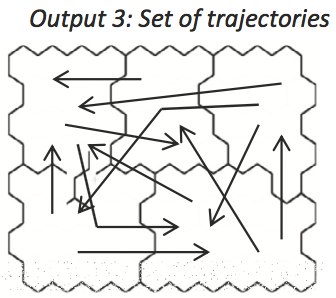 Output 3: Set of trajectories